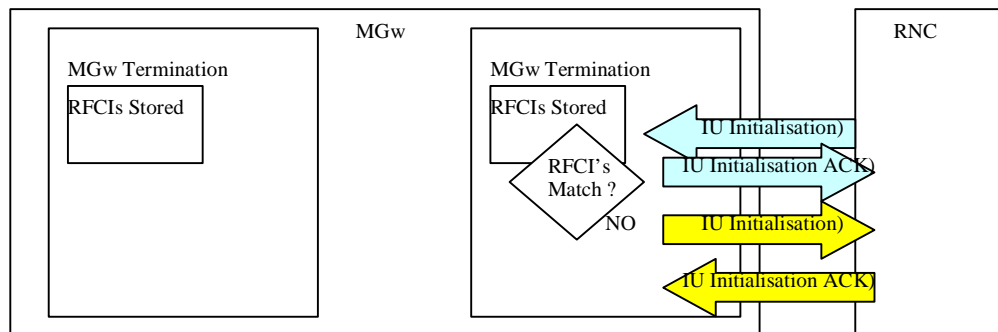 MGw
RNC
MGw Termination
RFCIs Stored
MGw Termination
RFCIs Stored
RFCI's
Match ?
NO
IU Initialisation)
IU Initialisation ACK)
IU Initialisation)
IU Initialisation ACK)